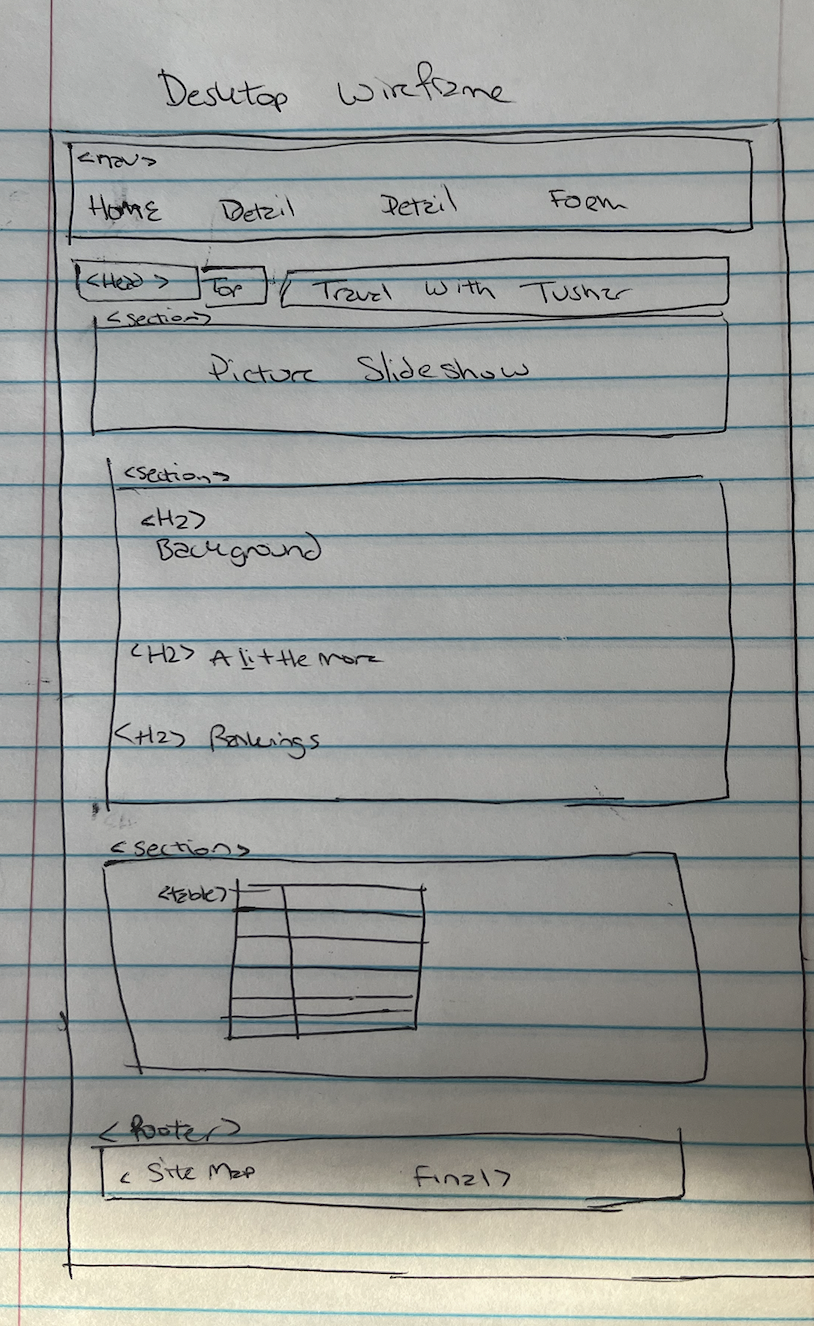 Desktop Wireframe
<nav>
Home Detail Detail Form
<Head> Top Travel With Tushar
<section>
Picture Slideshow
<section>
<H2>
Background
<H2> A little more
<H2> Rankings
<section>
<table>
<Footer>
< Site Map Final>